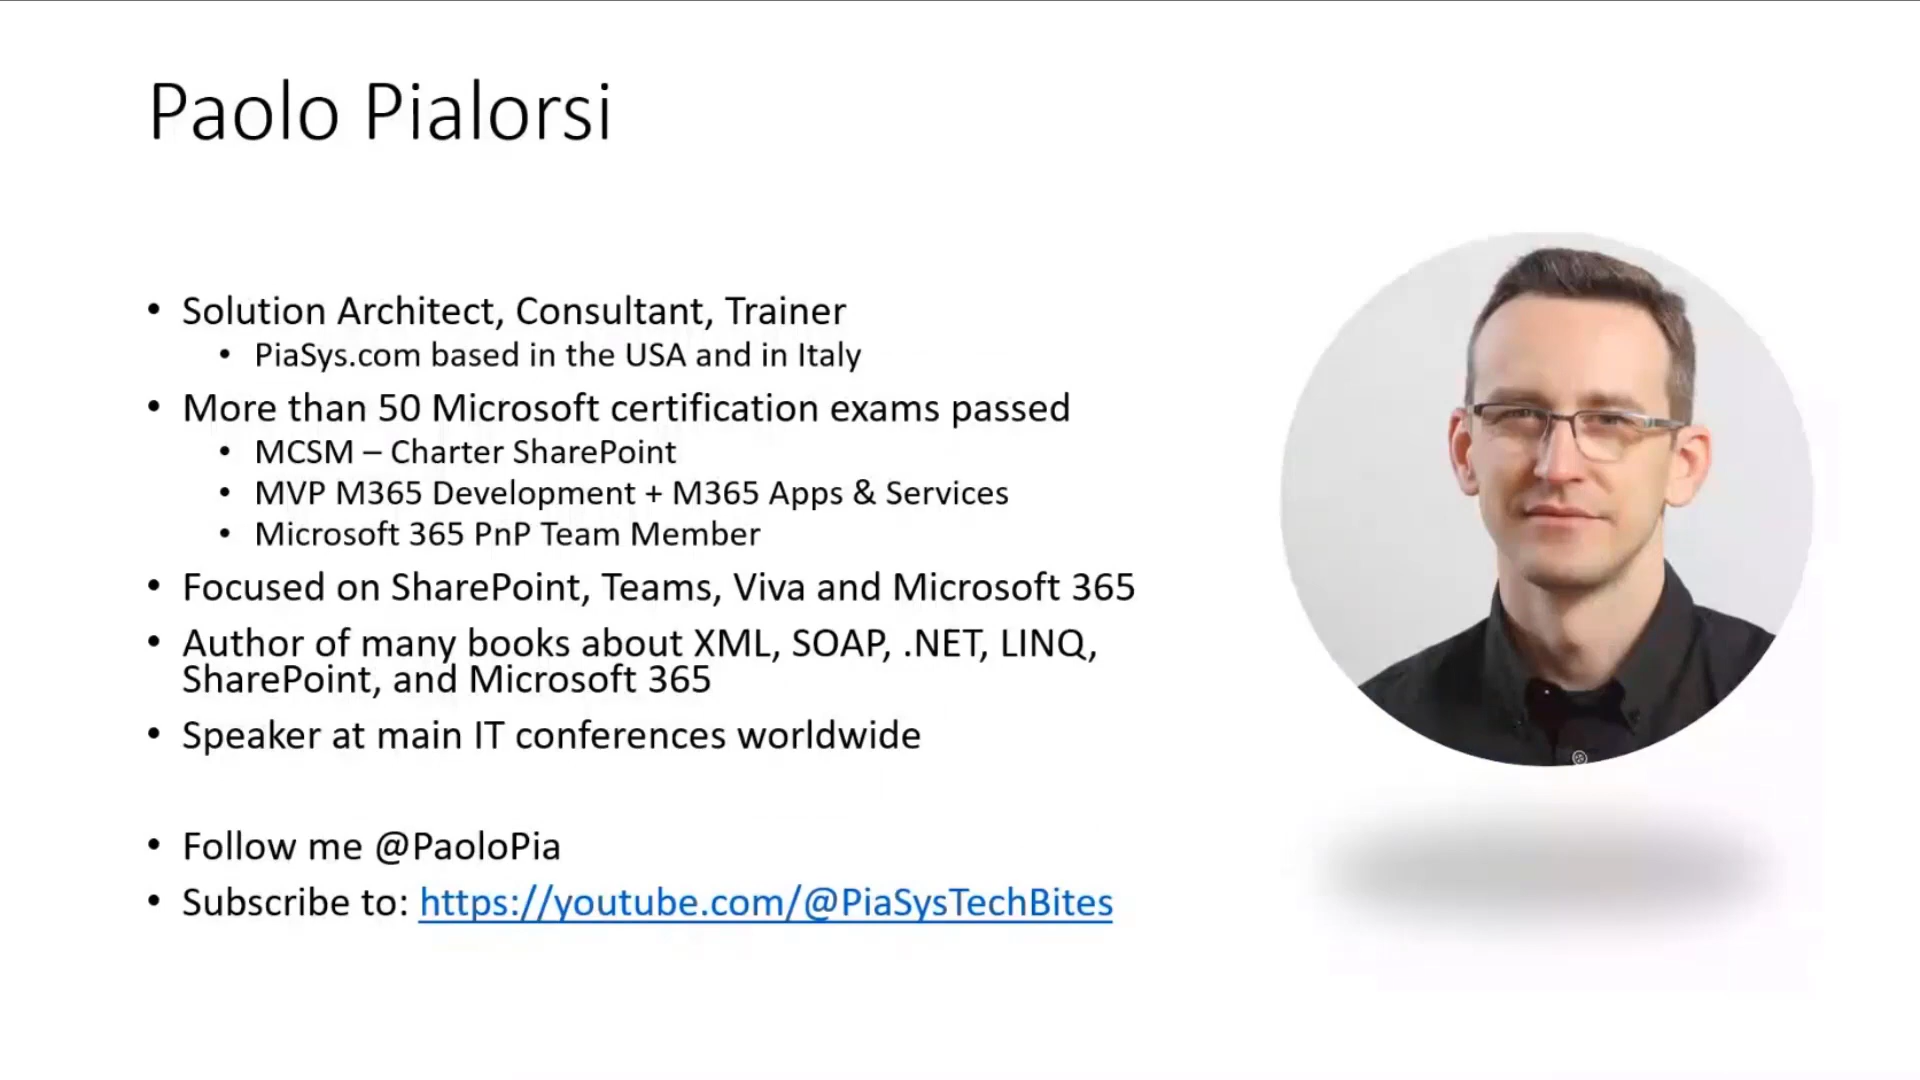 Paolo Pialorsi
• Solution Architect, Consultant, Trainer
• PiaSys.com based in the USA and in Italy
• More than 50 Microsoft certification exams passed
• MCSM – Charter SharePoint
• MVP M365 Development + M365 Apps & Services
• Microsoft 365 PnP Team Member
• Focused on SharePoint, Teams, Viva and Microsoft 365
• Author of many books about XML, SOAP, .NET, LINQ,
SharePoint, and Microsoft 365
• Speaker at main IT conferences worldwide
• Follow me @PaoloPia
• Subscribe to: https://youtube.com/@PiaSysTechBites